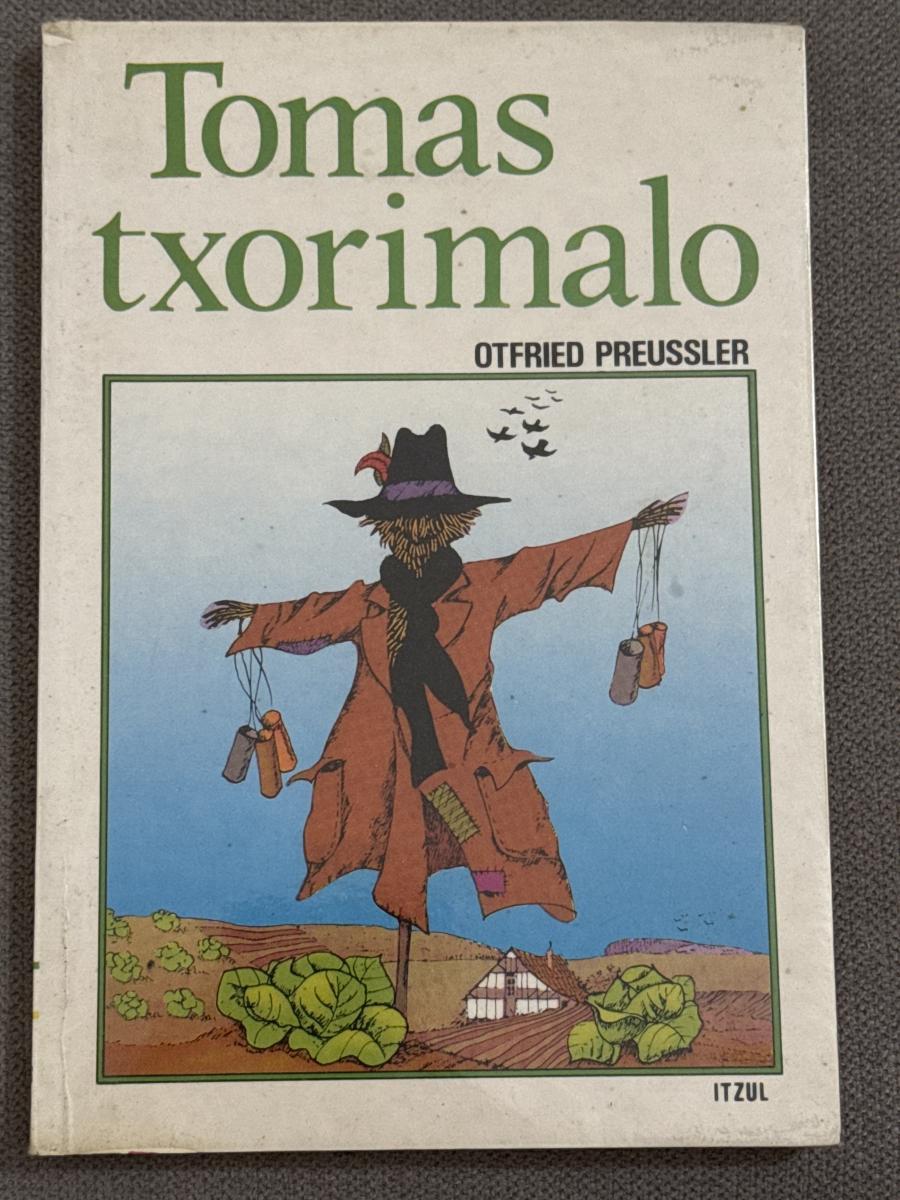 Tomas
txorimalo
OTFRIED PREUSSLER
ITZUL